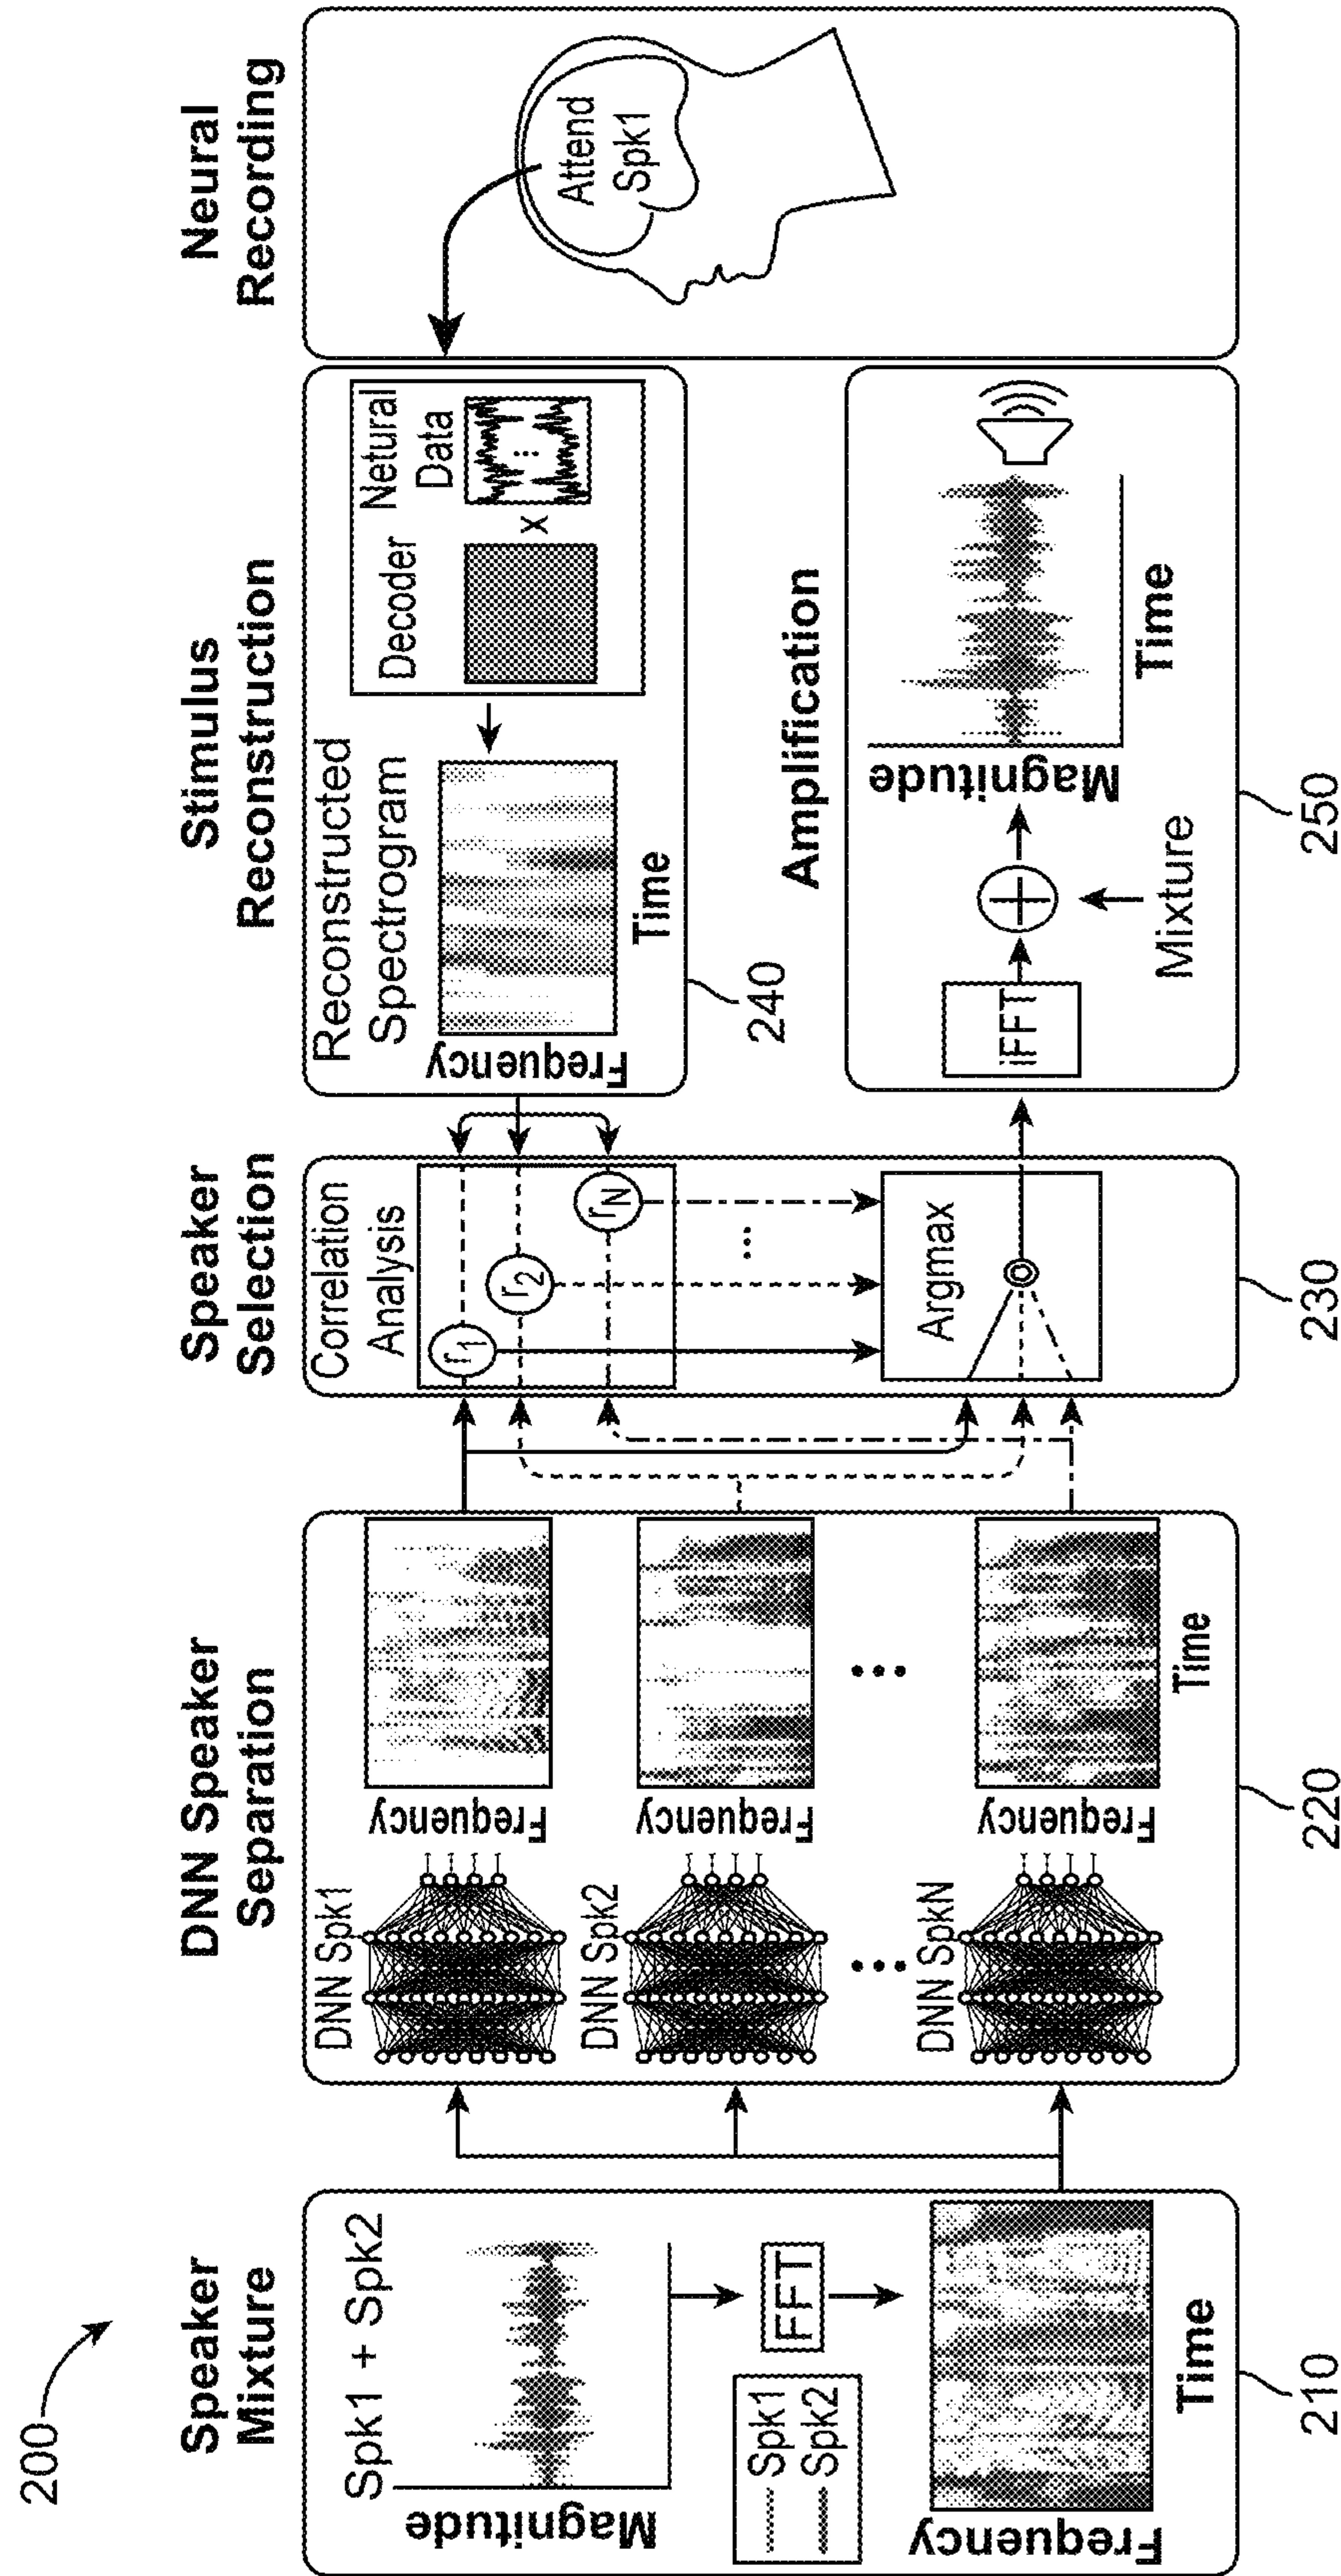 200
Speaker
Mixture
Spk1 + Spk2
Magnitude
FFT
Spk1
Spk2
Frequency
Time
210
DNN Speaker
Separation
DNN Spk1
Frequency
DNN Spk2
Frequency
DNN SpkN
Frequency
Time
220
Speaker
Selection
Correlation
Analysis
r1
r2
rN
...
Argmax
230
Stimulus
Reconstruction
Reconstructed
Spectrogram
Frequency
Time
Decoder
x
Netural
Data
240
Amplification
iFFT
Mixture
Magnitude
Time
250
Neural
Recording
Attend
Spk1